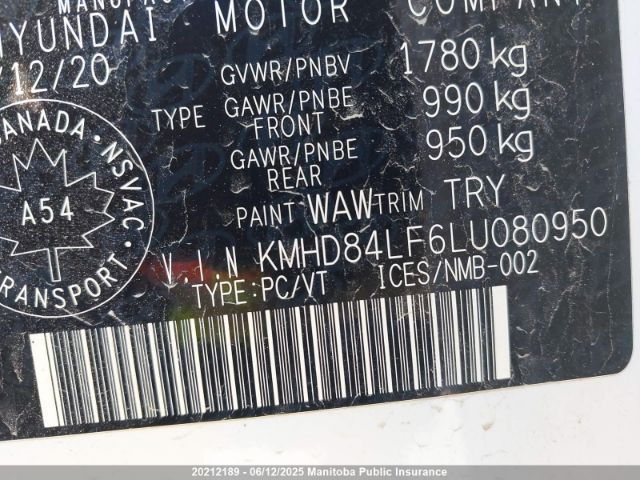 HYUNDAI MOTOR COMPANY
/12/20
GVWR/PNBV 1780 kg
TYPE GAWR/PNBE FRONT 990 kg
GAWR/PNBE REAR 950 kg
PAINT WAW TRIM TRY
V.I.N KMHD84LF6LU080950
TYPE:PC/VT ICES/NMB-002
CANADA • NSVAC
A54
TRANSPORT
20212189 - 06/12/2025 Manitoba Public Insurance